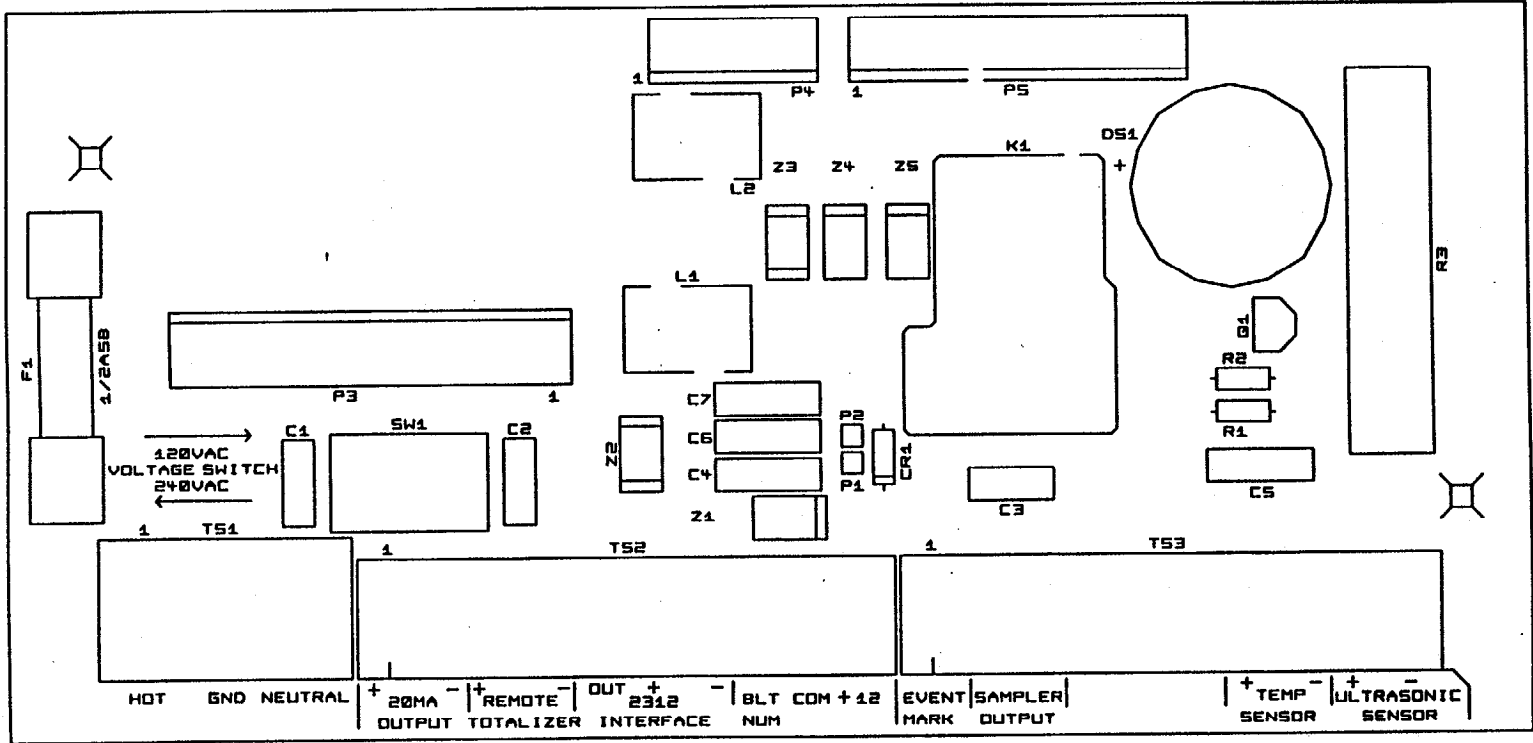 1 P4 1 P5
DS1
K1 +
Z3 Z4 Z5
L2
R3
L1
Q1
F1 1/2ASB
R2
P3 1
C7 P2
C1 SW1 C2
Z2 C6 CR1 R1
120VAC
VOLTAGE SWITCH
240VAC
C4 P1
C5
C3
Z1
1 TS1
1 TS2 1 TS3
HOT GND NEUTRAL
+ 20MA - + REMOTE - OUT + 2312 - BLT COM + 12 EVENT SAMPLER + TEMP - + ULTRASONIC -
OUTPUT TOTALIZER INTERFACE NUM MARK OUTPUT SENSOR SENSOR